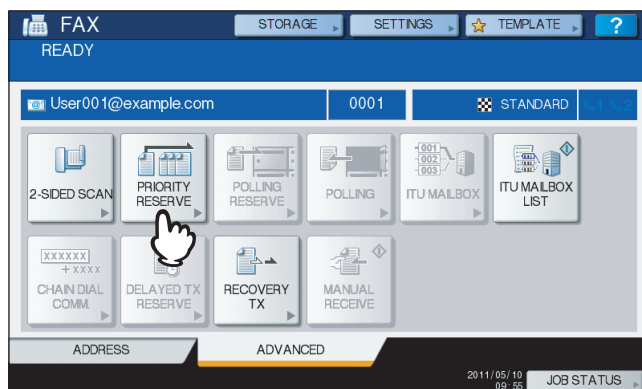 FAX
STORAGE
SETTINGS
TEMPLATE
?
READY
User001@example.com
0001
STANDARD
1
2
2-SIDED SCAN
PRIORITY
RESERVE
POLLING
RESERVE
POLLING
001
002
003
ITU MAILBOX
ITU MAILBOX
LIST
XXXXXX
+ XXXX
CHAIN DIAL
COMM.
DELAYED TX
RESERVE
RECOVERY
TX
MANUAL
RECEIVE
ADDRESS
ADVANCED
2011/05/10
09:55
JOB STATUS